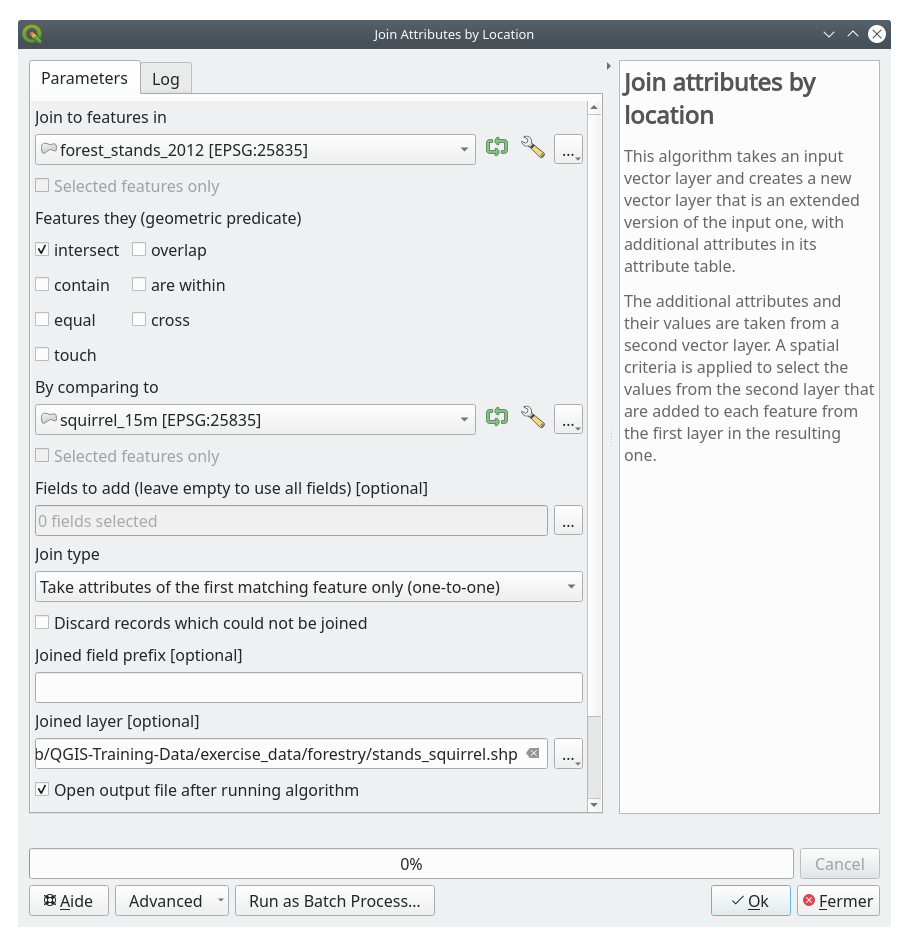 Join Attributes by Location
Parameters
Log
Join to features in
forest_stands_2012 [EPSG:25835]
...
Selected features only
Features they (geometric predicate)
intersect
overlap
contain
are within
equal
cross
touch
By comparing to
squirrel_15m [EPSG:25835]
...
Selected features only
Fields to add (leave empty to use all fields) [optional]
0 fields selected
...
Join type
Take attributes of the first matching feature only (one-to-one)
Discard records which could not be joined
Joined field prefix [optional]
Joined layer [optional]
b/QGIS-Training-Data/exercise_data/forestry/stands_squirrel.shp
...
Open output file after running algorithm
Join attributes by
location
This algorithm takes an input
vector layer and creates a new
vector layer that is an extended
version of the input one, with
additional attributes in its
attribute table.
The additional attributes and
their values are taken from a
second vector layer. A spatial
criteria is applied to select the
values from the second layer that
are added to each feature from
the first layer in the resulting
one.
0%
Cancel
Aide
Advanced
Run as Batch Process...
Ok
Fermer